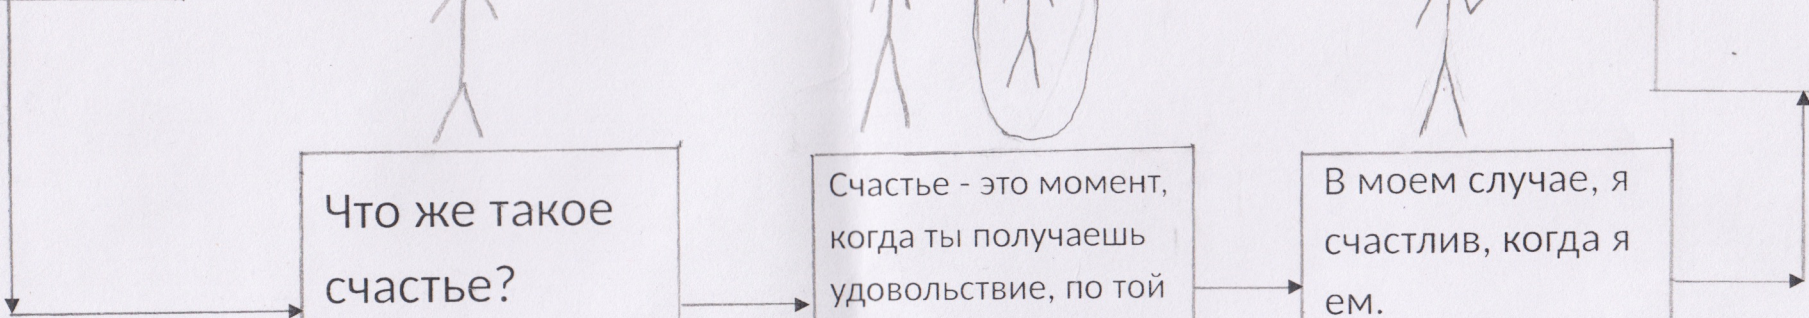 Что же такое
счастье?
Счастье - это момент,
когда ты получаешь
удовольствие, по той
В моем случае, я
счастлив, когда я
ем.